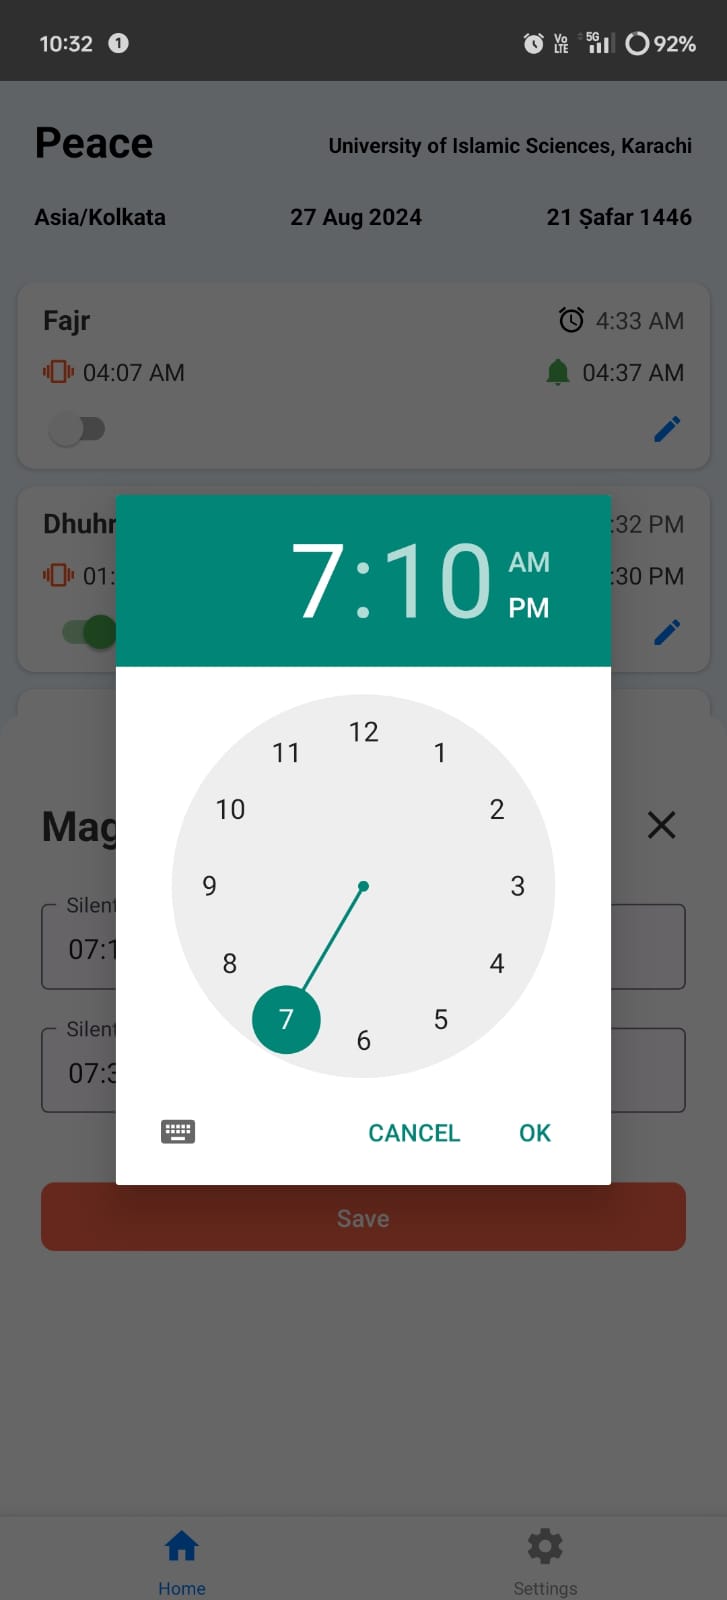 10:32 1 Vo LTE 5G 92%
Peace University of Islamic Sciences, Karachi
Asia/Kolkata 27 Aug 2024 21 Şafar 1446
Fajr 4:33 AM
04:07 AM 04:37 AM
Dhuhr :32 PM
01: :30 PM
7:10 AM
PM
12
11 1
10 2
Mag
9 3
Silent
07:1
8 4
7 5
6
Silent
07:3
CANCEL OK
Save
Home Settings